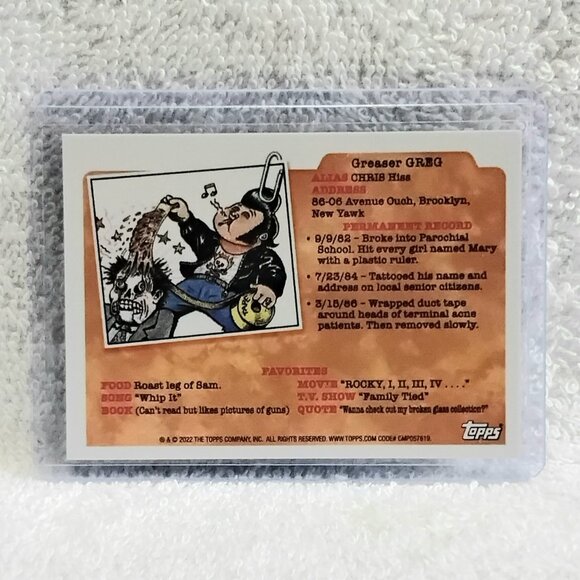 Greaser GREG
ALIAS CHRIS Hiss
ADDRESS
86-06 Avenue Ouch, Brooklyn,
New Yawk
PERMANENT RECORD
• 9/9/82 – Broke into Parochial
School. Hit every girl named Mary
with a plastic ruler.
• 7/23/84 – Tattooed his name and
address on local senior citizens.
• 3/15/86 – Wrapped duct tape
around heads of terminal acne
patients. Then removed slowly.
FAVORITES
FOOD Roast leg of Sam.
SONG "Whip It"
BOOK (Can't read but likes pictures of guns)
MOVIE "ROCKY, I, II, III, IV . . . ."
T.V. SHOW "Family Tied"
QUOTE "Wanna check out my broken glass collection?"
® & © 2022 THE TOPPS COMPANY, INC. ALL RIGHTS RESERVED. WWW.TOPPS.COM CODE# CMP057619.
TOPPS